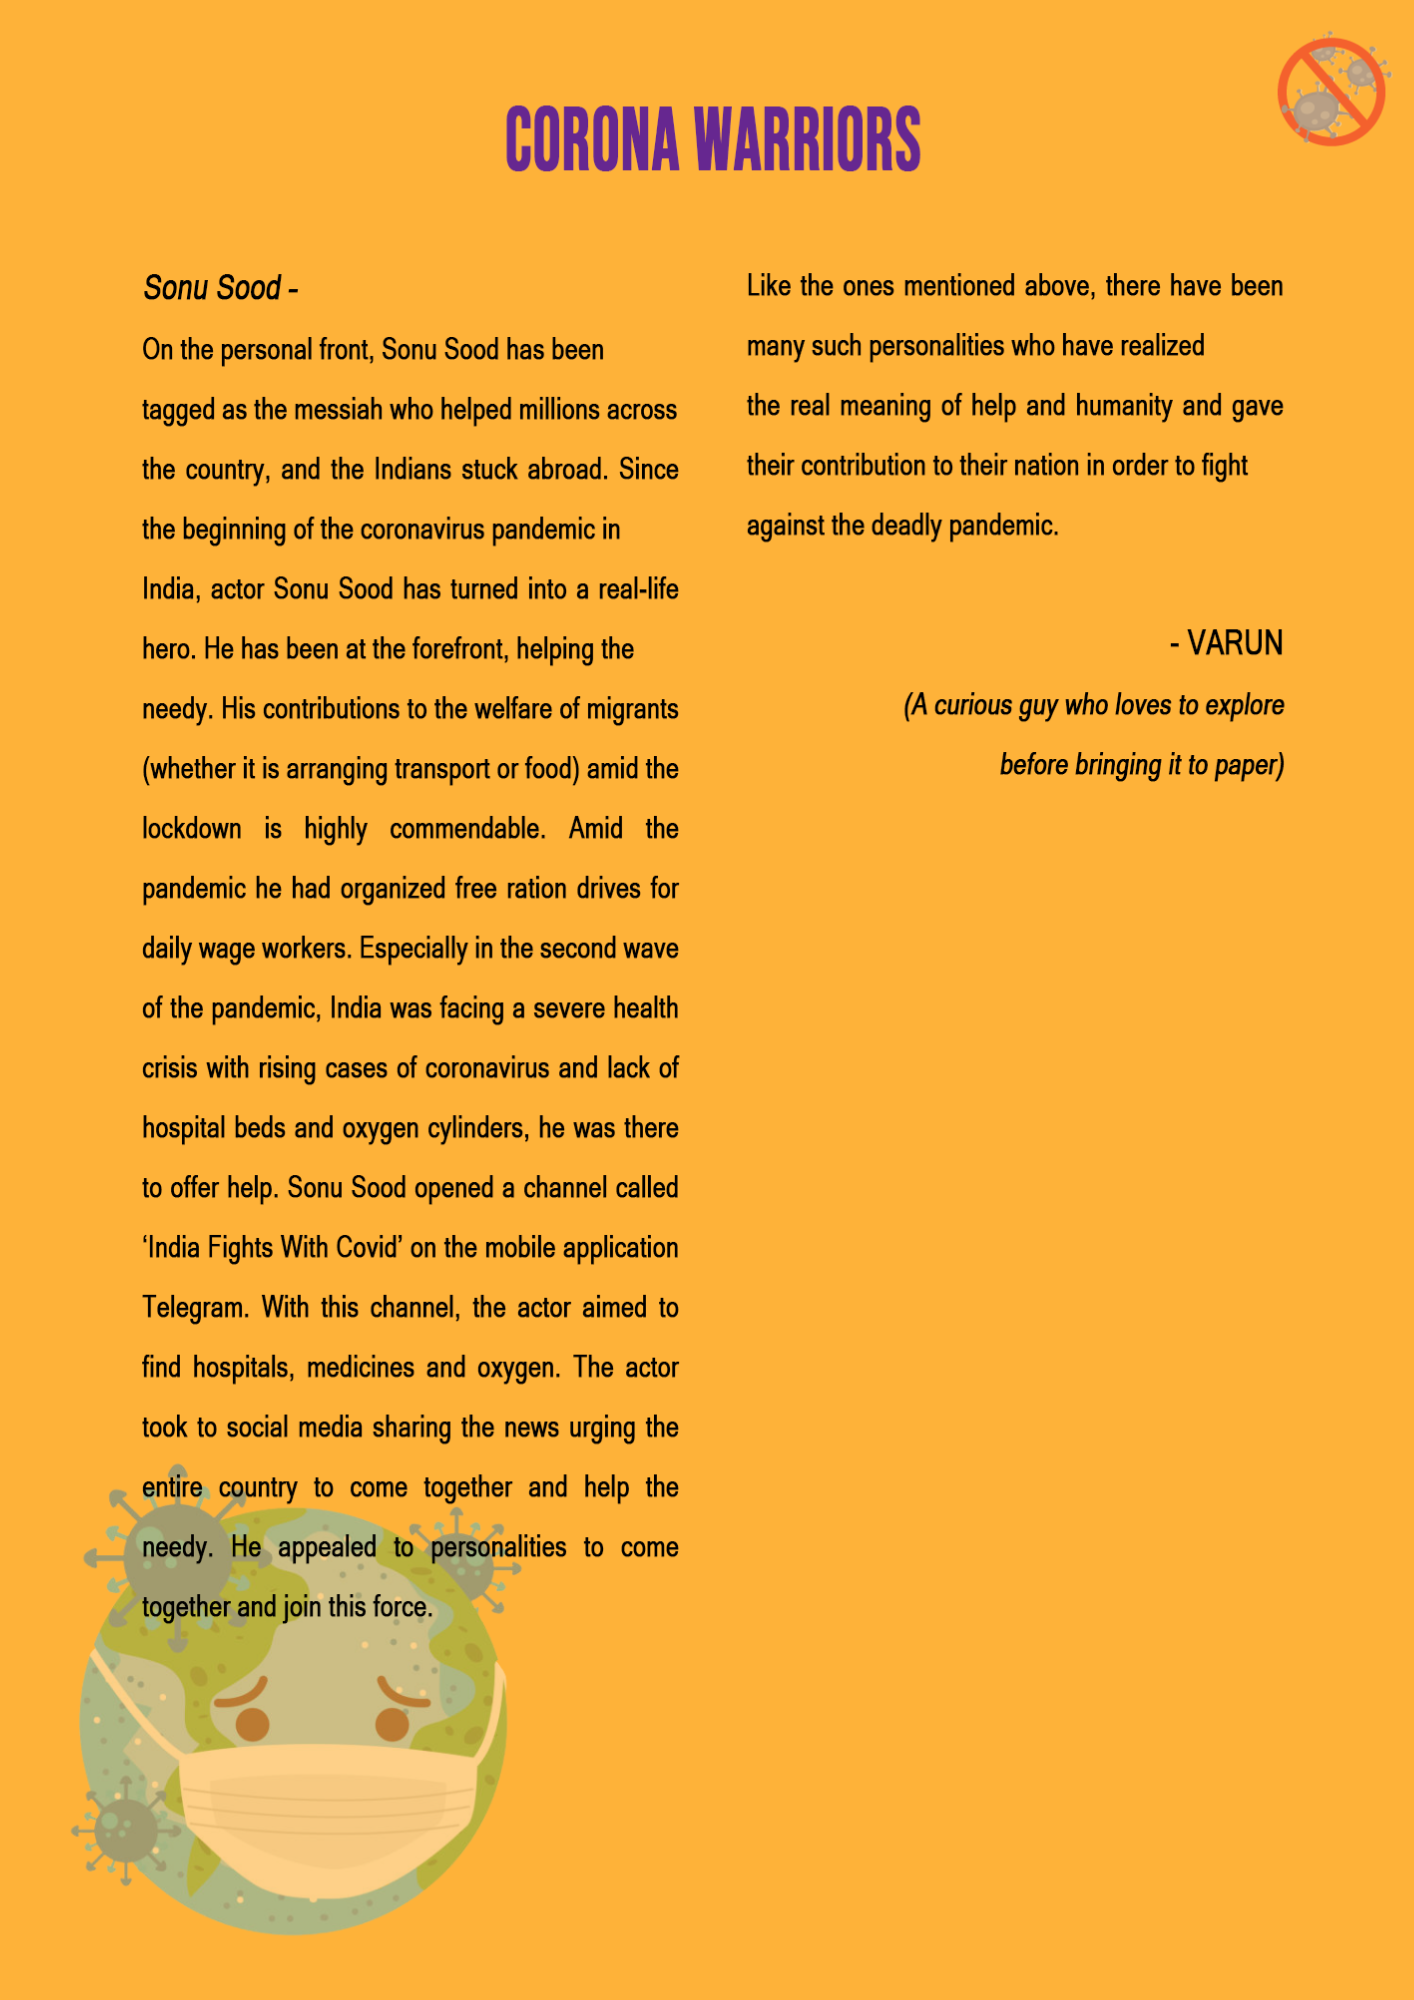 CORONA WARRIORS
Sonu Sood -
On the personal front, Sonu Sood has been
tagged as the messiah who helped millions across
the country, and the Indians stuck abroad. Since
the beginning of the coronavirus pandemic in
India, actor Sonu Sood has turned into a real-life
hero. He has been at the forefront, helping the
needy. His contributions to the welfare of migrants
(whether it is arranging transport or food) amid the
lockdown is highly commendable. Amid the
pandemic he had organized free ration drives for
daily wage workers. Especially in the second wave
of the pandemic, India was facing a severe health
crisis with rising cases of coronavirus and lack of
hospital beds and oxygen cylinders, he was there
to offer help. Sonu Sood opened a channel called
‘India Fights With Covid’ on the mobile application
Telegram. With this channel, the actor aimed to
find hospitals, medicines and oxygen. The actor
took to social media sharing the news urging the
entire country to come together and help the
needy. He appealed to personalities to come
together and join this force.
Like the ones mentioned above, there have been
many such personalities who have realized
the real meaning of help and humanity and gave
their contribution to their nation in order to fight
against the deadly pandemic.
- VARUN
(A curious guy who loves to explore
before bringing it to paper)